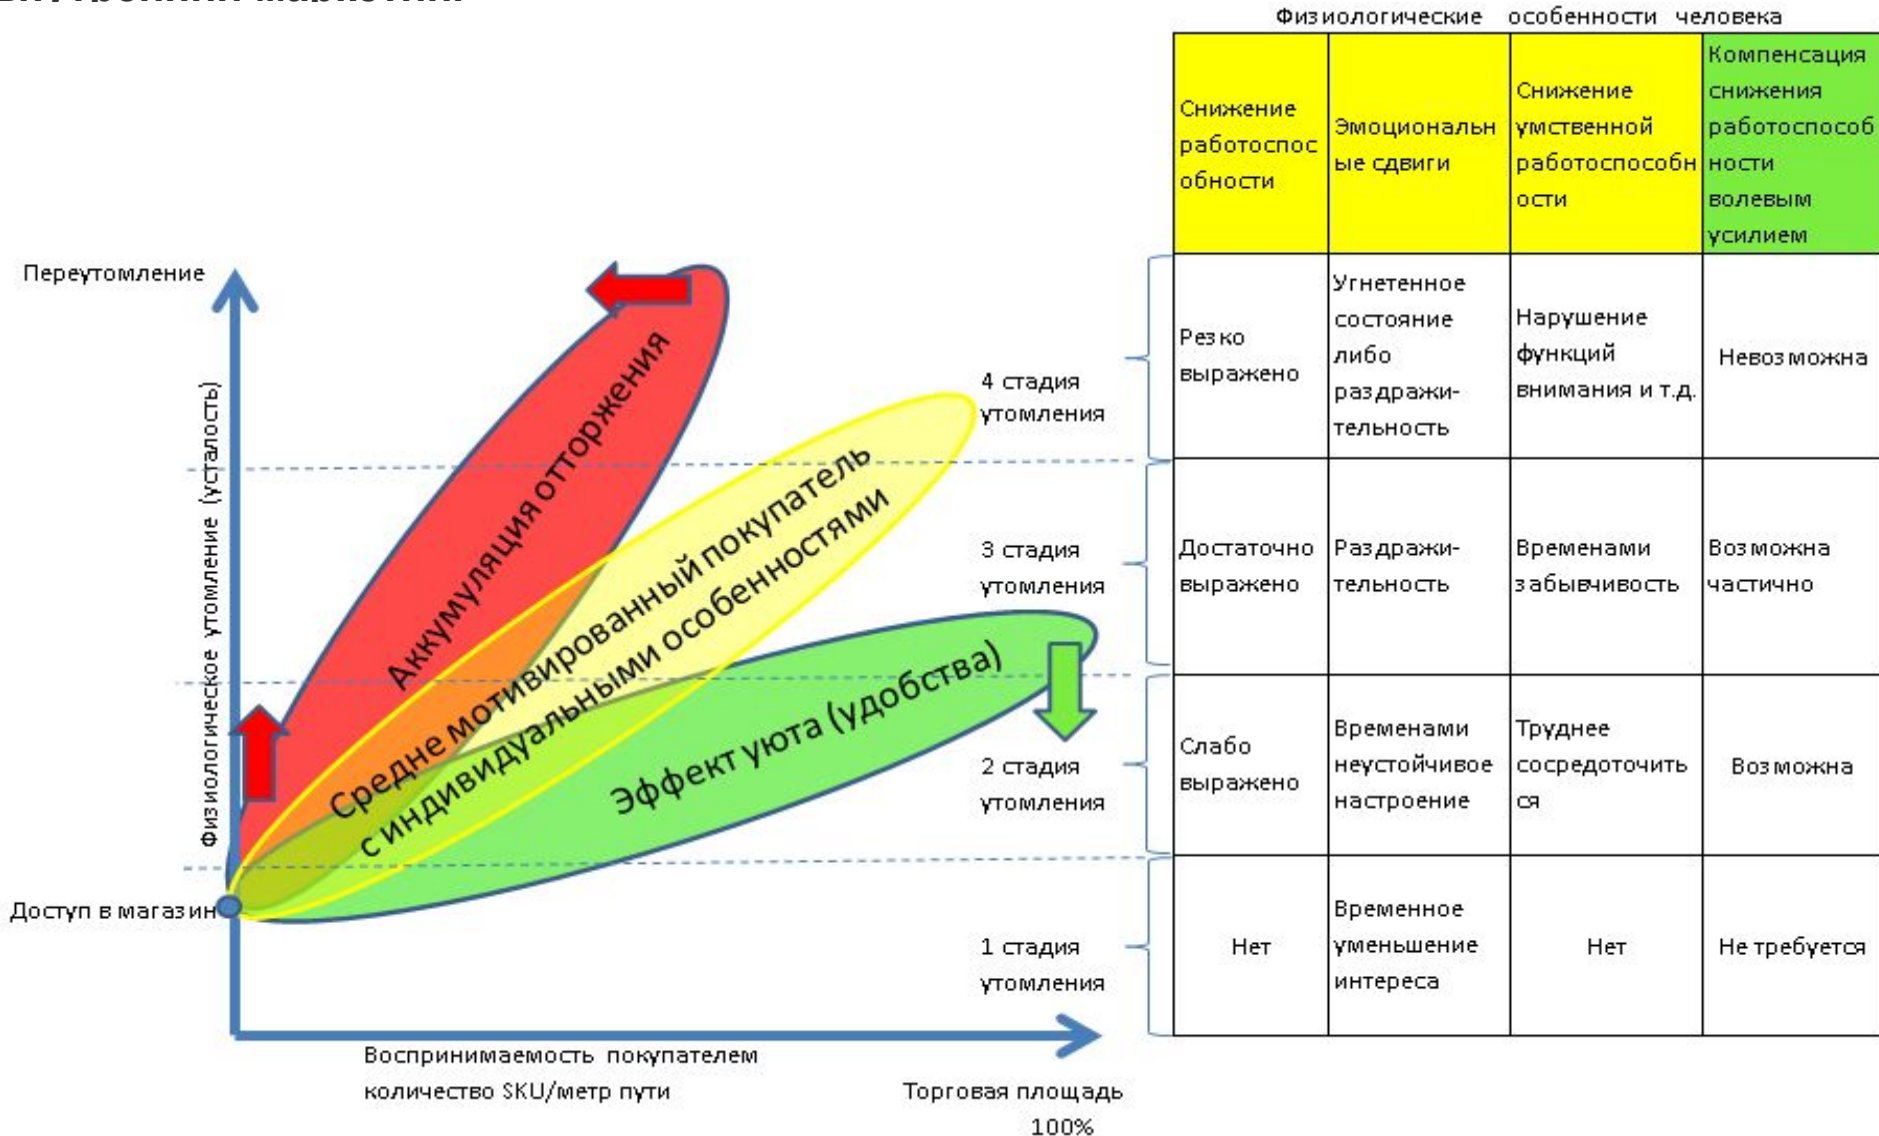 Физиологические особенности человека
Снижение
работоспос
обности
Эмоциональн
ые сдвиги
Снижение
умственной
работоспособн
ости
Компенсация
снижения
работоспособ
ности
волевым
усилием
Переутомление
Физиологическое утомление (усталость)
Доступ в магазин
Аккумуляция отторжения
Средне мотивированный покупатель
с индивидуальными особенностями
Эффект уюта (удобства)
4 стадия
утомления
Резко
выражено
Угнетенное
состояние
либо
раздражи-
тельность
Нарушение
функций
внимания и т.д.
Невозможна
3 стадия
утомления
Достаточно
выражено
Раздражи-
тельность
Временами
забывчивость
Возможна
частично
2 стадия
утомления
Слабо
выражено
Временами
неустойчивое
настроение
Труднее
сосредоточить
ся
Возможна
1 стадия
утомления
Нет
Временное
уменьшение
интереса
Нет
Не требуется
Воспринимаемость покупателем
количество SKU/метр пути
Торговая площадь
100%